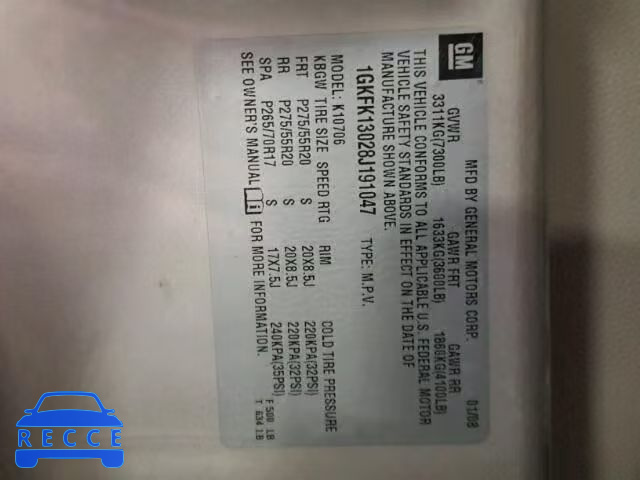 GM
MFD BY GENERAL MOTORS CORP. 01/08
GVWR GAWR FRT GAWR RR
3311KG(7300LB) 1633KG(3600LB) 1860KG(4100LB)
THIS VEHICLE CONFORMS TO ALL APPLICABLE U.S. FEDERAL MOTOR
VEHICLE SAFETY STANDARDS IN EFFECT ON THE DATE OF
MANUFACTURE SHOWN ABOVE.
1GKFK13028J191047 TYPE: M.P.V.
MODEL: K10706
KBGW TIRE SIZE SPEED RTG RIM COLD TIRE PRESSURE
FRT P275/55R20 S 20X8.5J 220KPA(32PSI)
RR P275/55R20 S 20X8.5J 220KPA(32PSI)
SPA P265/70R17 S 17X7.5J 240KPA(35PSI)
SEE OWNER'S MANUAL i FOR MORE INFORMATION.
F 500 LB
T 634 LB
RECCE